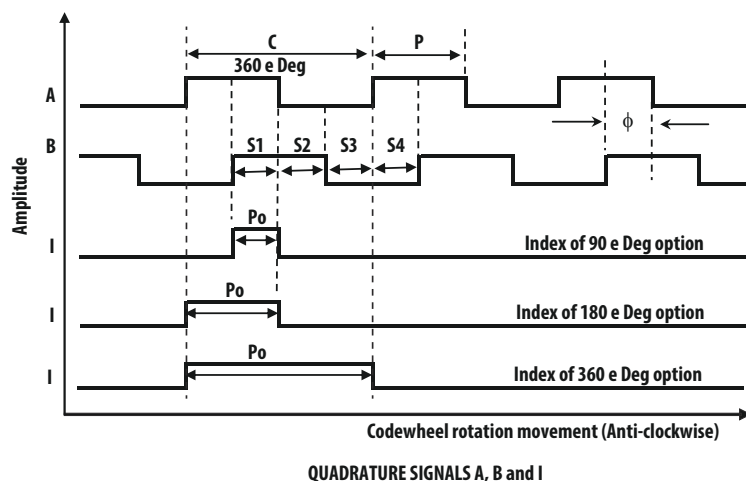 C
P
360 e Deg
A
ϕ
B
S1 S2 S3 S4
Amplitude
Po
I
Index of 90 e Deg option
Po
I
Index of 180 e Deg option
Po
I
Index of 360 e Deg option
Codewheel rotation movement (Anti-clockwise)
QUADRATURE SIGNALS A, B and I